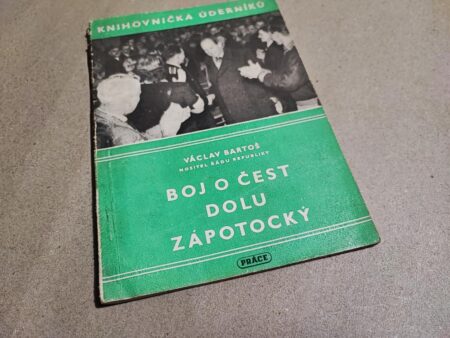 KNIHOVNIČKA ÚDERNÍKŮ
VÁCLAV BARTOŠ
NOSITEL ŘÁDU REPUBLIKY
BOJ O ČEST
DOLU
ZÁPOTOCKÝ
PRÁCE